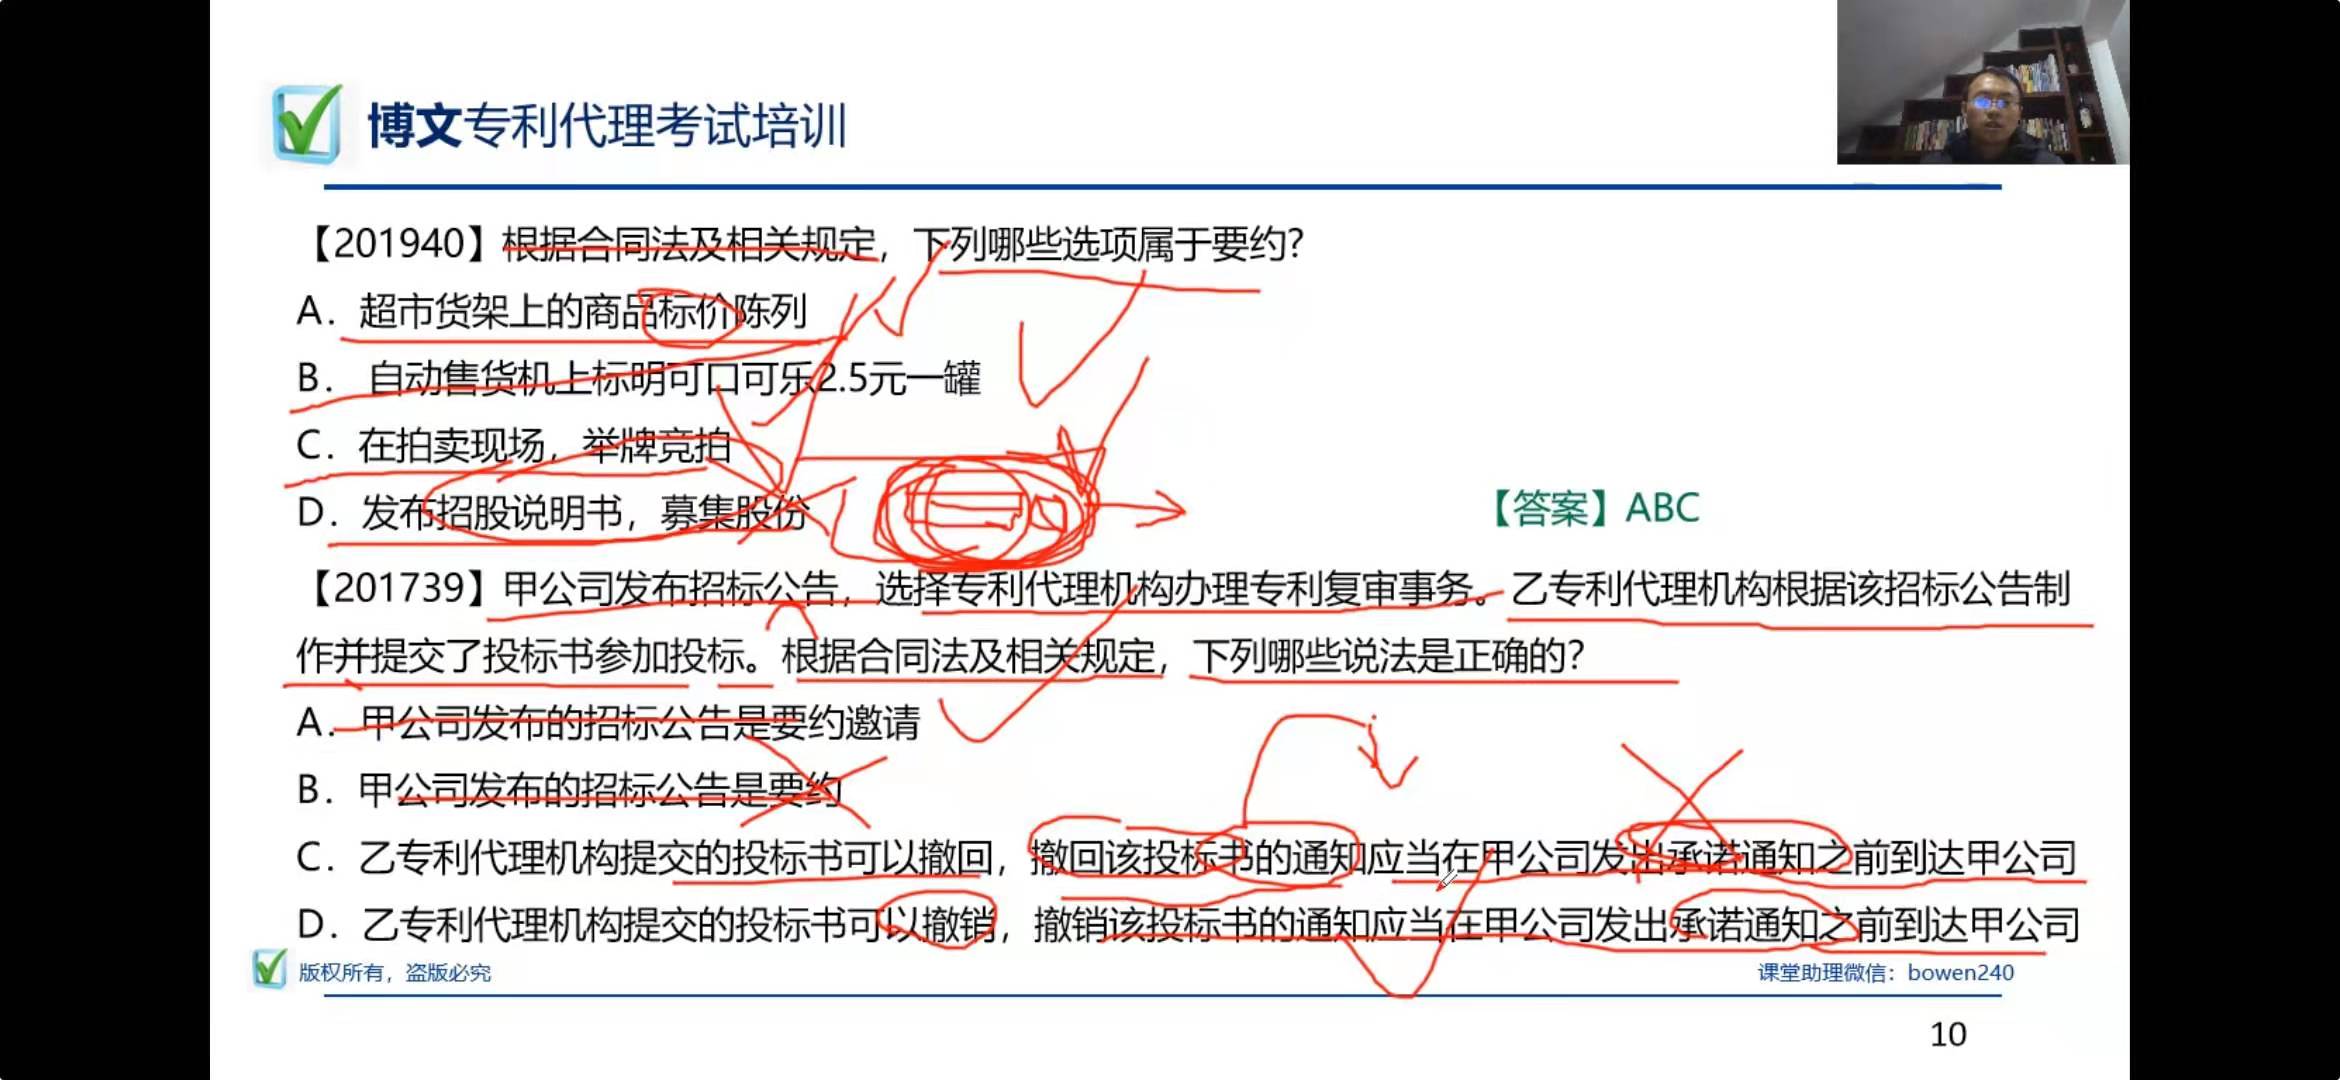 博文专利代理考试培训
【201940】根据合同法及相关规定，下列哪些选项属于要约？
A．超市货架上的商品标价陈列
B． 自动售货机上标明可口可乐2.5元一罐
C．在拍卖现场，举牌竞拍
D．发布招股说明书，募集股份
【答案】ABC
【201739】甲公司发布招标公告，选择专利代理机构办理专利复审事务。乙专利代理机构根据该招标公告制
作并提交了投标书参加投标。根据合同法及相关规定，下列哪些说法是正确的？
A．甲公司发布的招标公告是要约邀请
B．甲公司发布的招标公告是要约
C．乙专利代理机构提交的投标书可以撤回，撤回该投标书的通知应当在甲公司发出承诺通知之前到达甲公司
D．乙专利代理机构提交的投标书可以撤销，撤销该投标书的通知应当在甲公司发出承诺通知之前到达甲公司
版权所有，盗版必究
课堂助理微信：bowen240
10